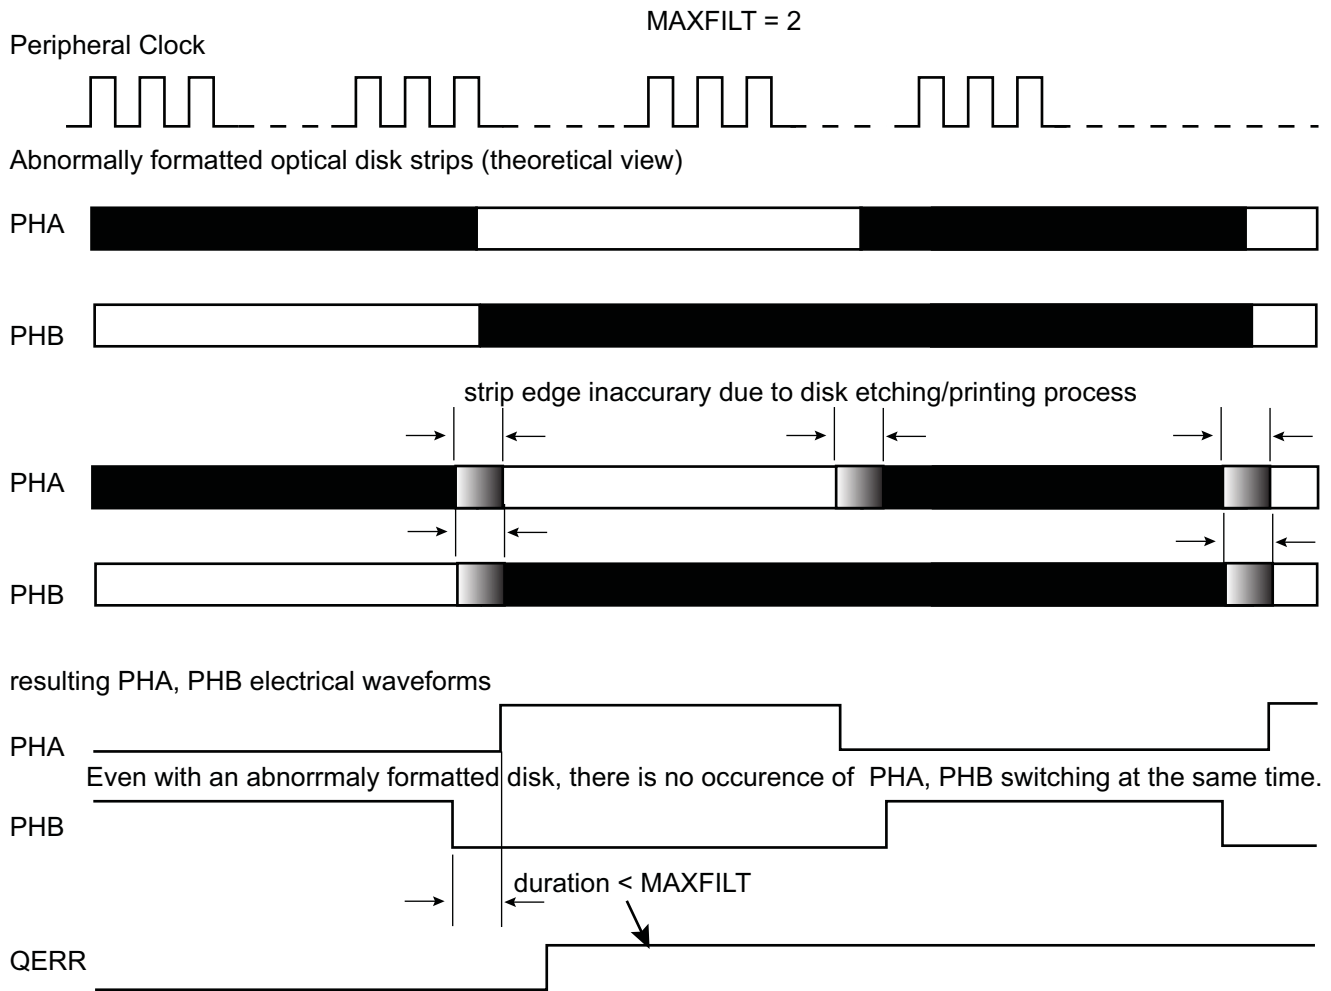 MAXFILT = 2
Peripheral Clock
Abnormally formatted optical disk strips (theoretical view)
PHA
PHB
strip edge inaccurary due to disk etching/printing process
PHA
PHB
resulting PHA, PHB electrical waveforms
PHA
Even with an abnorrmaly formatted disk, there is no occurence of PHA, PHB switching at the same time.
PHB
duration < MAXFILT
QERR